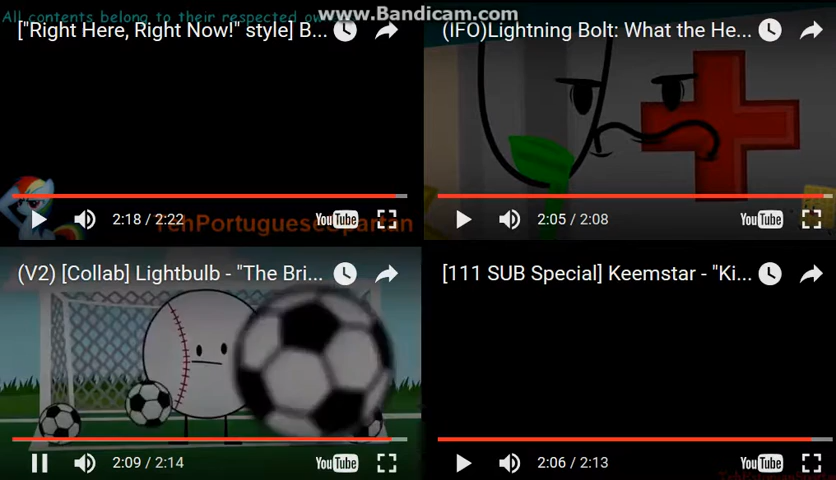 All contents belong to their respected ow
www.Bandicam.com
["Right Here, Right Now!" style] B...
(IFO)Lightning Bolt: What the He...
TchPortugueseSpartan
2:18 / 2:22
YouTube
2:05 / 2:08
YouTube
(V2) [Collab] Lightbulb - "The Bri...
[111 SUB Special] Keemstar - "Ki...
2:09 / 2:14
YouTube
2:06 / 2:13
YouTube